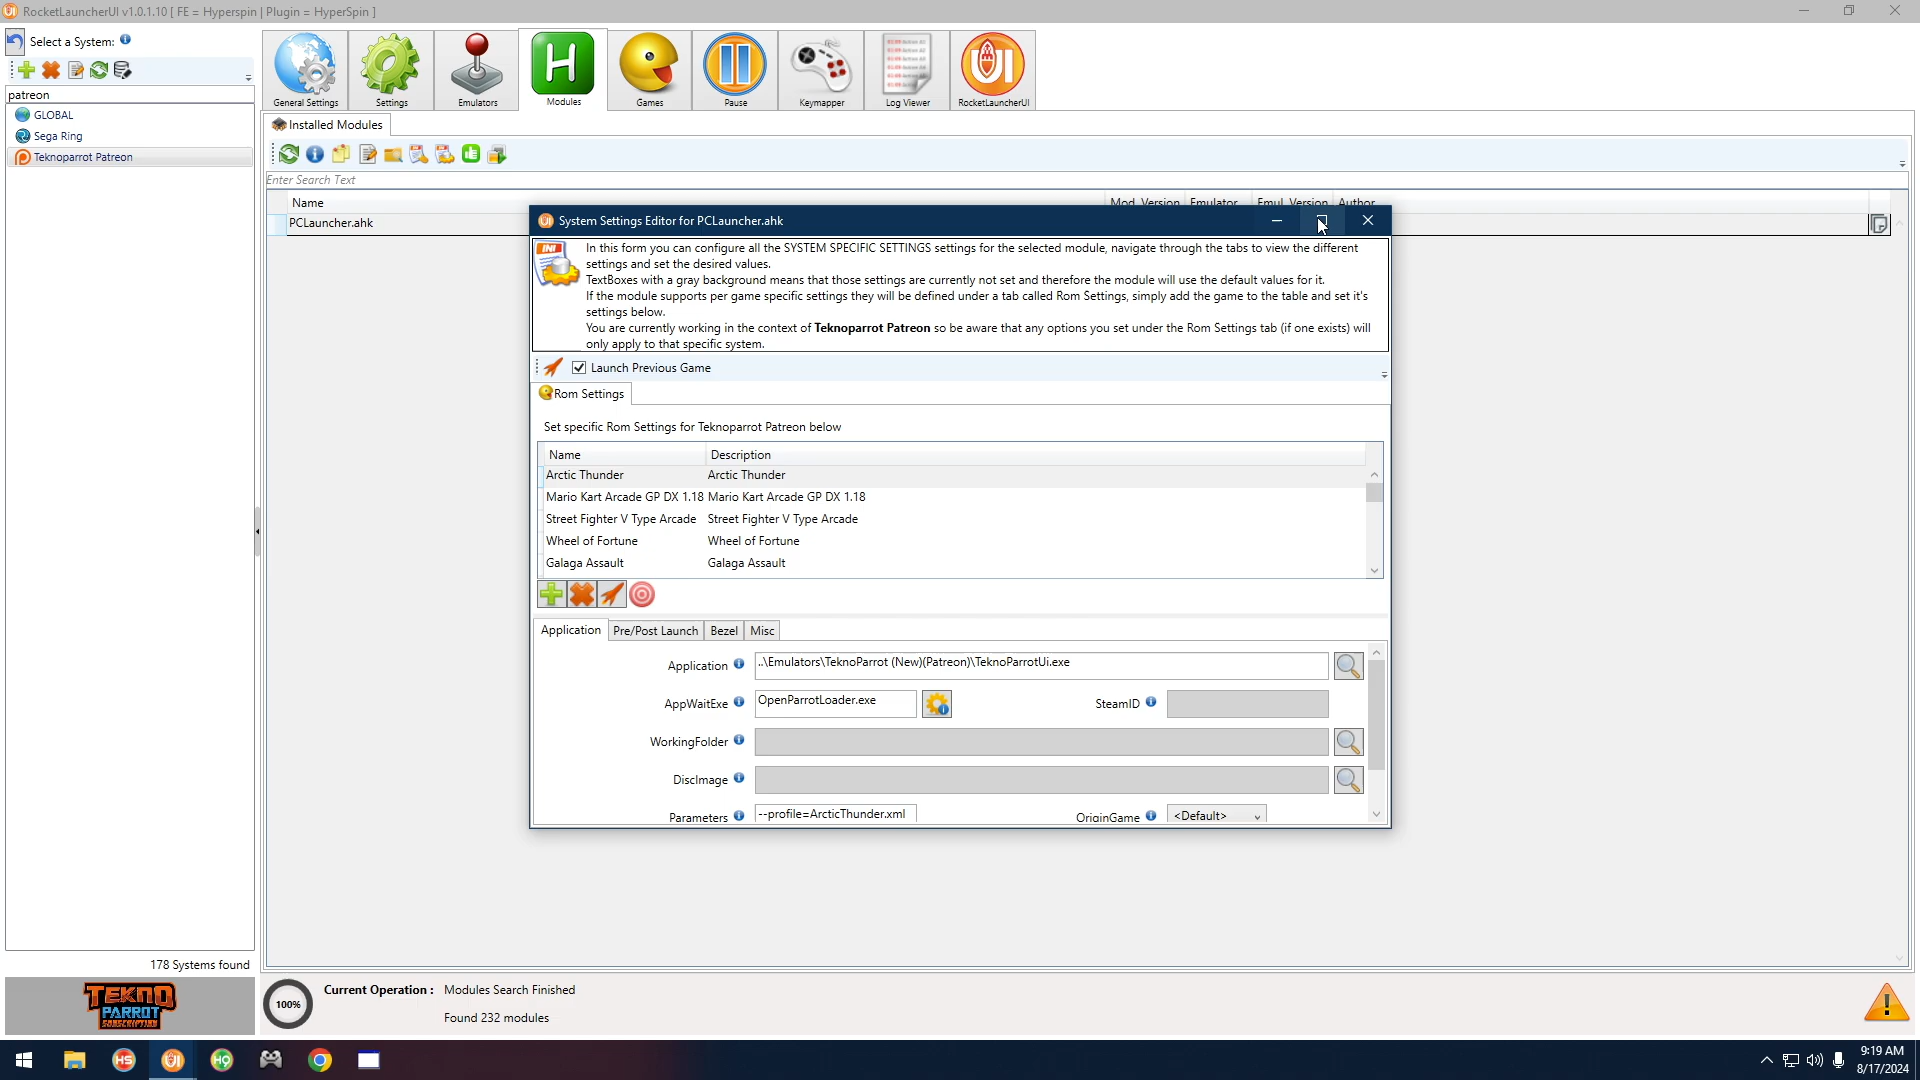 RocketLauncherUI v1.0.1.10 [ FE = Hyperspin | Plugin = HyperSpin ]
Select a System:
patreon
GLOBAL
Sega Ring
Teknoparrot Patreon
178 Systems found
TEKNO
PARROT
SUBSCRIPTION
General Settings
Settings
Emulators
Modules
Games
Pause
Keymapper
Log Viewer
RocketLauncherUI
Installed Modules
Enter Search Text
Name
Mod. Version
Emulator
Emul. Version
Author
PCLauncher.ahk
System Settings Editor for PCLauncher.ahk
In this form you can configure all the SYSTEM SPECIFIC SETTINGS settings for the selected module, navigate through the tabs to view the different
settings and set the desired values.
TextBoxes with a gray background means that those settings are currently not set and therefore the module will use the default values for it.
If the module supports per game specific settings they will be defined under a tab called Rom Settings, simply add the game to the table and set it's
settings below.
You are currently working in the context of Teknoparrot Patreon so be aware that any options you set under the Rom Settings tab (if one exists) will
only apply to that specific system.
INI
Launch Previous Game
Rom Settings
Set specific Rom Settings for Teknoparrot Patreon below
Name Description
Arctic Thunder Arctic Thunder
Mario Kart Arcade GP DX 1.18 Mario Kart Arcade GP DX 1.18
Street Fighter V Type Arcade Street Fighter V Type Arcade
Wheel of Fortune Wheel of Fortune
Galaga Assault Galaga Assault
Application Pre/Post Launch Bezel Misc
Application ..\Emulators\TeknoParrot (New)(Patreon)\TeknoParrotUi.exe
AppWaitExe OpenParrotLoader.exe SteamID
WorkingFolder
DiscImage
Parameters --profile=ArcticThunder.xml OriginGame <Default>
100%
Current Operation : Modules Search Finished
Found 232 modules
HS
UI
HQ
9:19 AM
8/17/2024